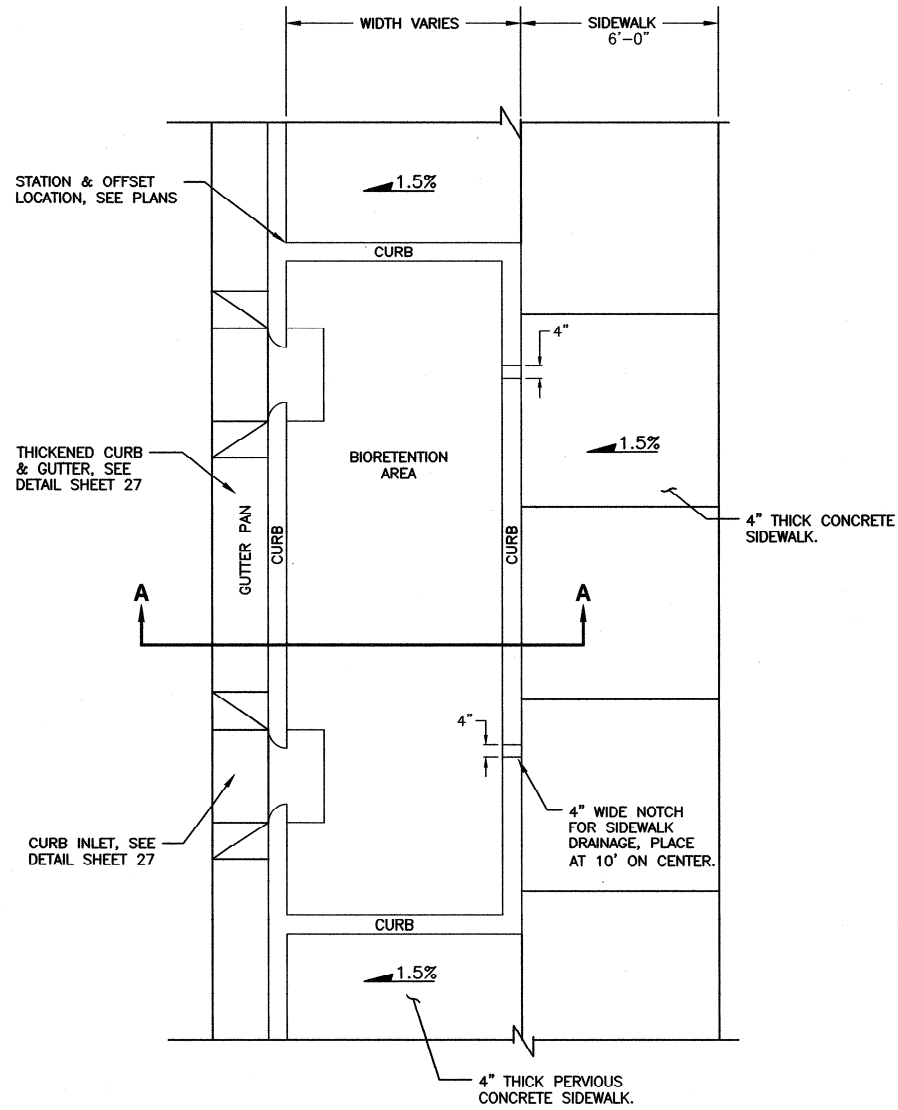 WIDTH VARIES
SIDEWALK
6'-0"
STATION & OFFSET
LOCATION, SEE PLANS
1.5%
CURB
4"
THICKENED CURB
& GUTTER, SEE
DETAIL SHEET 27
BIORETENTION
AREA
1.5%
GUTTER PAN
CURB
CURB
4" THICK CONCRETE
SIDEWALK.
A
A
4"
CURB INLET, SEE
DETAIL SHEET 27
4" WIDE NOTCH
FOR SIDEWALK
DRAINAGE, PLACE
AT 10' ON CENTER.
CURB
1.5%
4" THICK PERVIOUS
CONCRETE SIDEWALK.